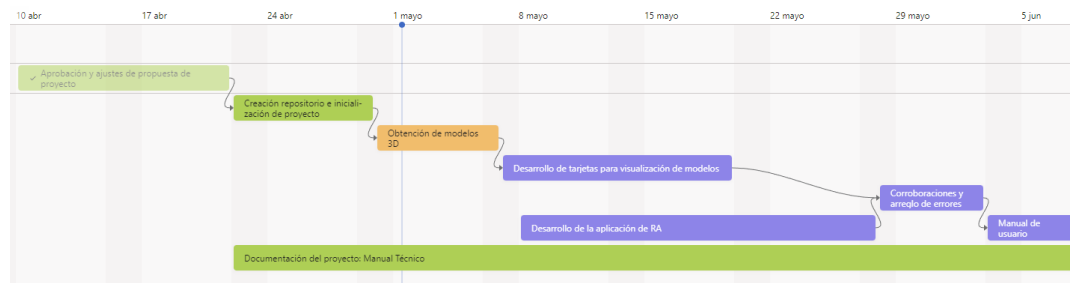 10 abr 17 abr 24 abr 1 mayo 8 mayo 15 mayo 22 mayo 29 mayo 5 jun
Aprobación y ajustes de propuesta de
proyecto
Creación repositorio e iniciali-
zación de proyecto
Obtención de modelos
3D
Desarrollo de tarjetas para visualización de modelos
Corroboraciones y
arreglo de errores
Desarrollo de la aplicación de RA
Manual de
usuario
Documentación del proyecto: Manual Técnico